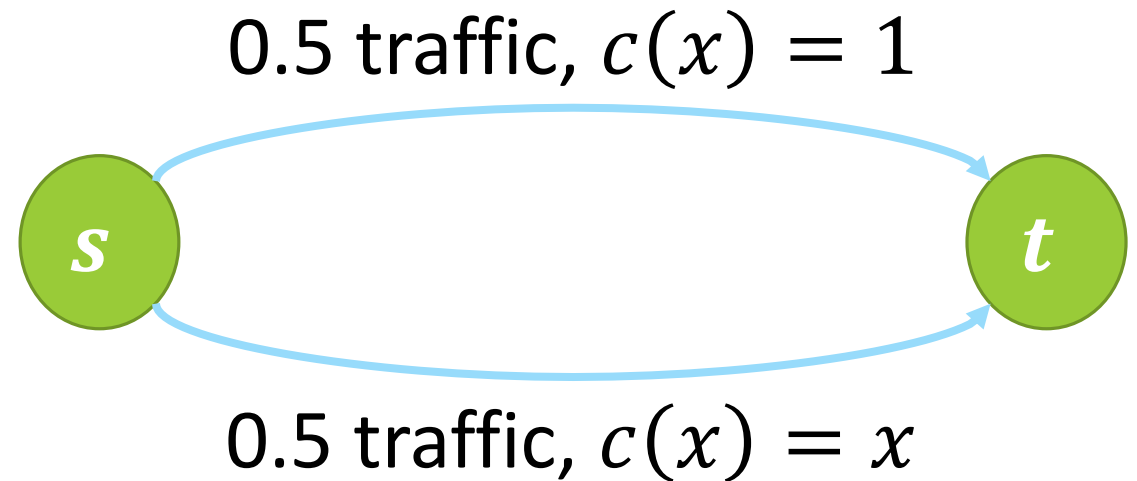 0.5 traffic, c(x) = 1
s
t
0.5 traffic, c(x) = x